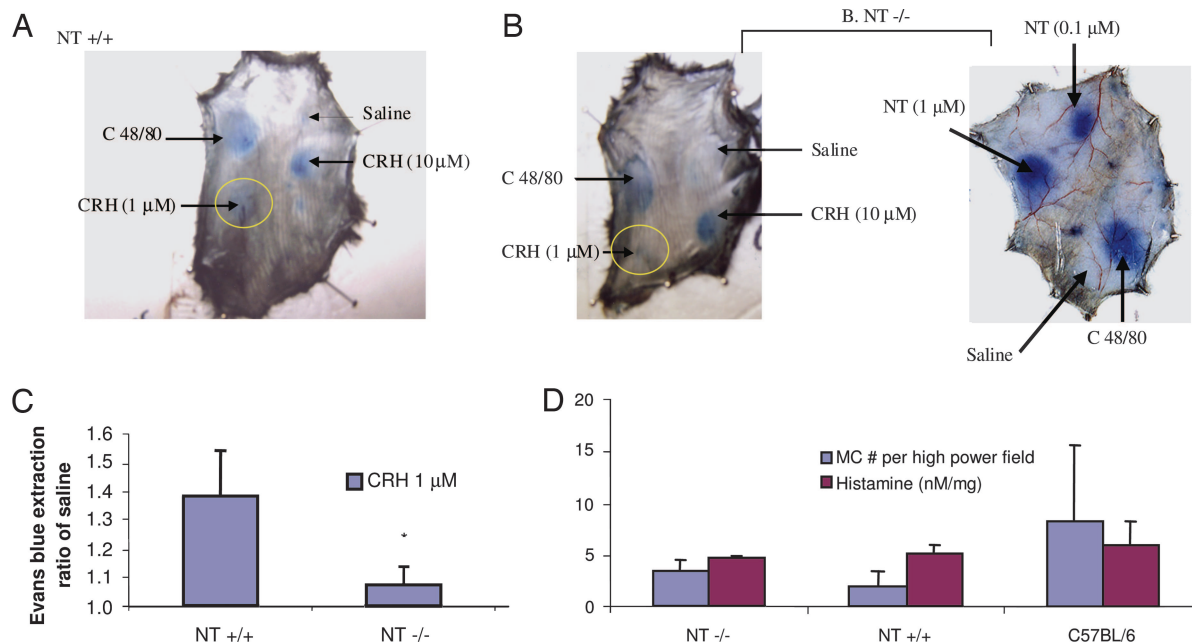 A
NT +/+
C 48/80
Saline
CRH (10 μM)
CRH (1 μM)
B
B. NT -/-
NT (0.1 μM)
NT (1 μM)
C 48/80
Saline
CRH (10 μM)
CRH (1 μM)
Saline
C 48/80
C
Evans blue extraction
ratio of saline
1.6
1.5
1.4
1.3
1.2
1.1
1.0
CRH 1 μM
*
NT +/+
NT -/-
D
20
15
10
5
0
MC # per high power field
Histamine (nM/mg)
NT -/-
NT +/+
C57BL/6